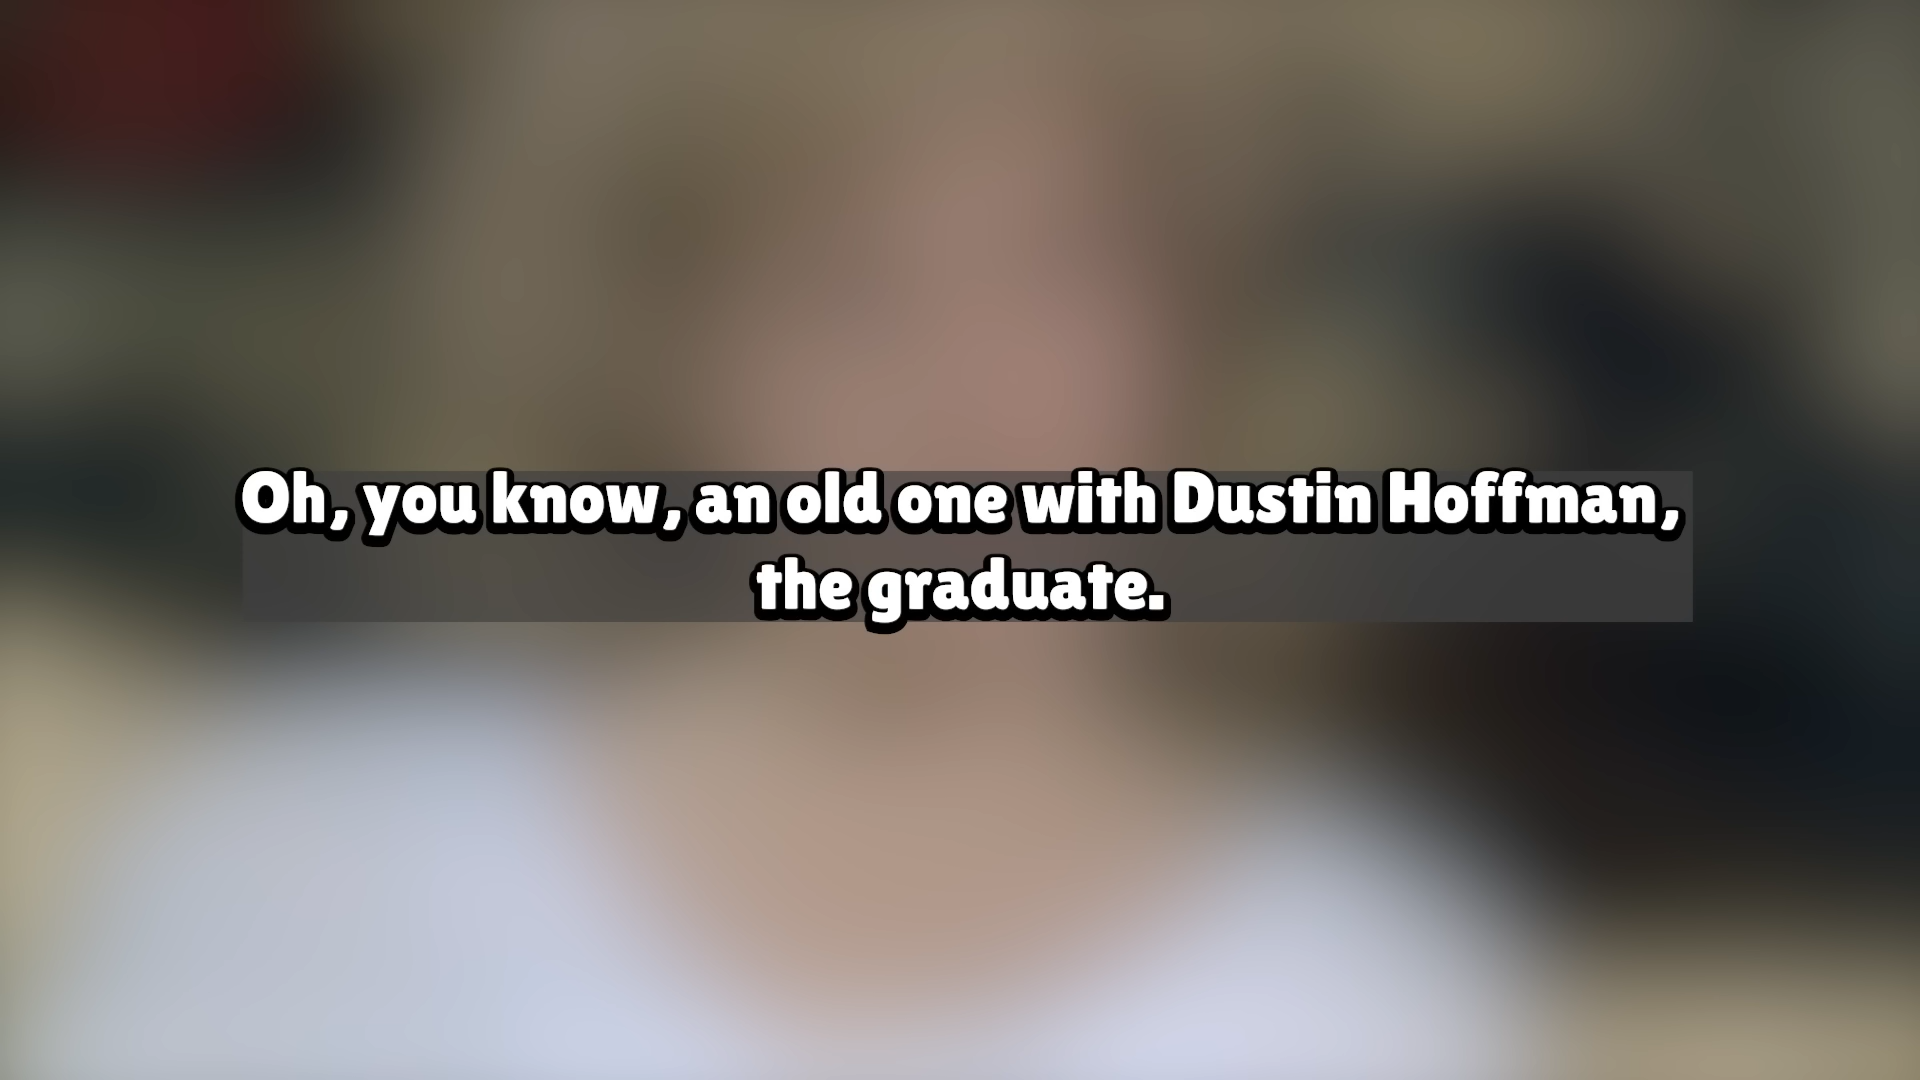 Oh, you know, an old one with Dustin Hoffman,
the graduate.